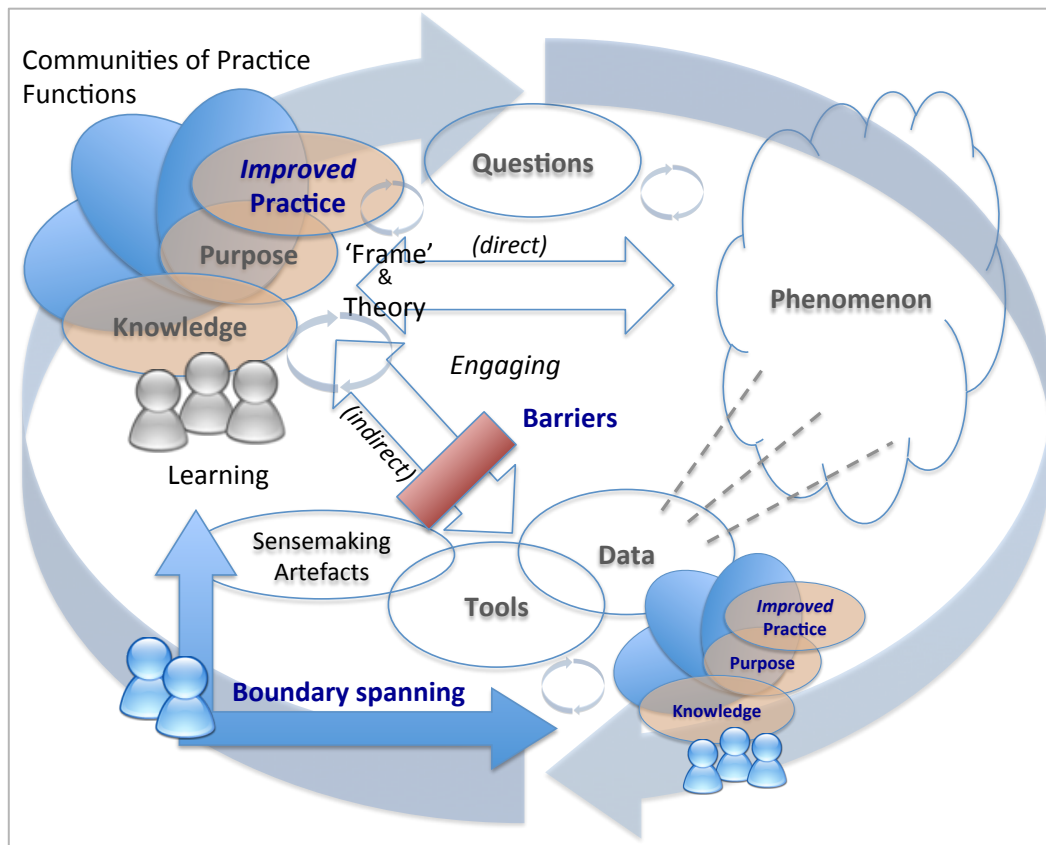 Communities of Practice
Functions
Improved
Practice
Purpose
Knowledge
Learning
Questions
(direct)
‘Frame’
&
Theory
Engaging
(indirect)
Barriers
Phenomenon
Sensemaking
Artefacts
Tools
Data
Improved
Practice
Purpose
Knowledge
Boundary spanning